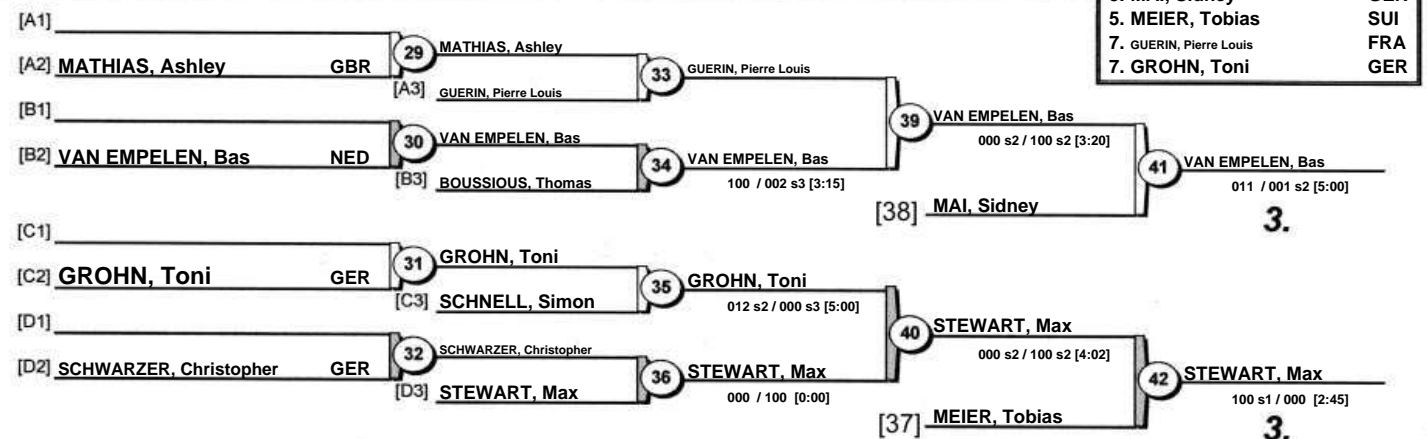 5. MAI, Sidney GER
5. MEIER, Tobias SUI
7. GUERIN, Pierre Louis FRA
7. GROHN, Toni GER
[A1]
[A2] MATHIAS, Ashley GBR
29
MATHIAS, Ashley
[A3] GUERIN, Pierre Louis
33
GUERIN, Pierre Louis
[B1]
[B2] VAN EMPELEN, Bas NED
30
VAN EMPELEN, Bas
[B3] BOUSSIOUS, Thomas
34
VAN EMPELEN, Bas
100 / 002 s3 [3:15]
39
VAN EMPELEN, Bas
000 s2 / 100 s2 [3:20]
[38] MAI, Sidney
41
VAN EMPELEN, Bas
011 / 001 s2 [5:00]
3.
[C1]
[C2] GROHN, Toni GER
31
GROHN, Toni
[C3] SCHNELL, Simon
35
GROHN, Toni
012 s2 / 000 s3 [5:00]
[D1]
[D2] SCHWARZER, Christopher GER
32
SCHWARZER, Christopher
[D3] STEWART, Max
36
STEWART, Max
000 / 100 [0:00]
40
STEWART, Max
000 s2 / 100 s2 [4:02]
[37] MEIER, Tobias
42
STEWART, Max
100 s1 / 000 [2:45]
3.